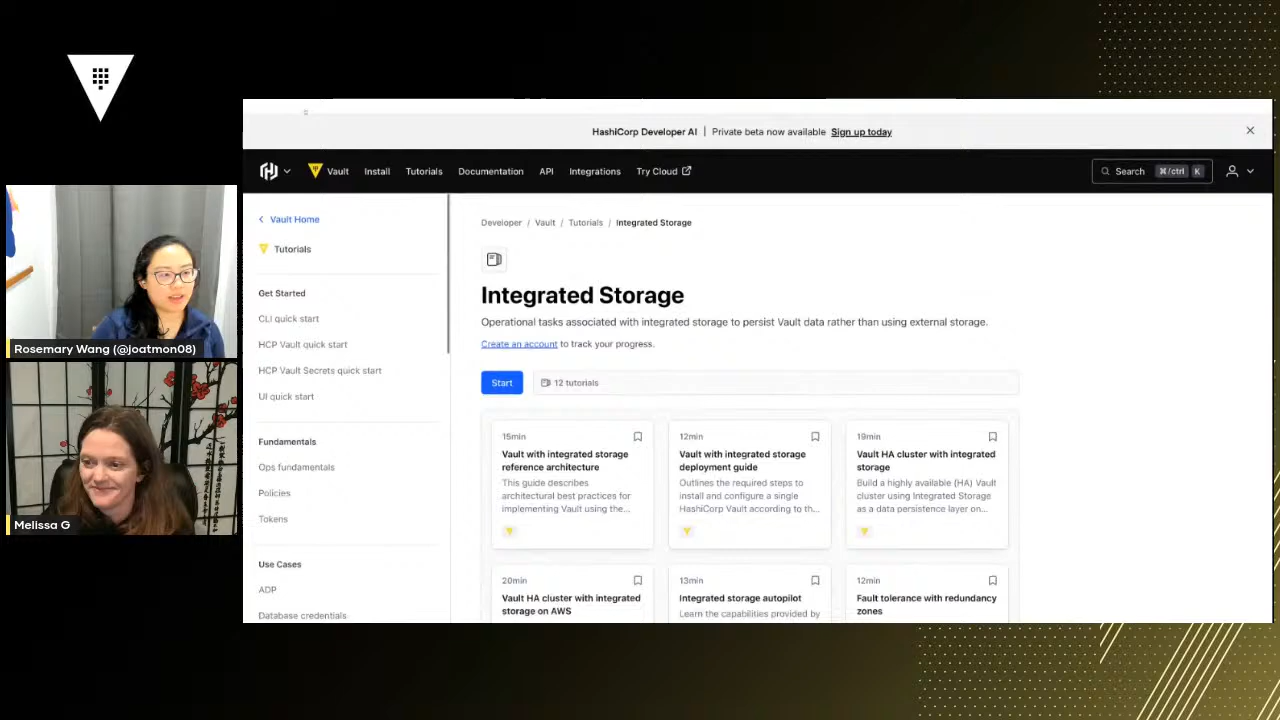 HashiCorp Developer AI | Private beta now available Sign up today
Vault Install Tutorials Documentation API Integrations Try Cloud Search ⌘/ctrl K
Vault Home
Tutorials
Get Started
CLI quick start
HCP Vault quick start
HCP Vault Secrets quick start
UI quick start
Fundamentals
Ops fundamentals
Policies
Tokens
Use Cases
ADP
Database credentials
Developer / Vault / Tutorials / Integrated Storage
Integrated Storage
Operational tasks associated with integrated storage to persist Vault data rather than using external storage.
Create an account to track your progress.
Start
12 tutorials
15min
Vault with integrated storage
reference architecture
This guide describes
architectural best practices for
implementing Vault using the...
12min
Vault with integrated storage
deployment guide
Outlines the required steps to
install and configure a single
HashiCorp Vault according to th...
19min
Vault HA cluster with integrated
storage
Build a highly available (HA) Vault
cluster using Integrated Storage
as a data persistence layer on...
20min
Vault HA cluster with integrated
storage on AWS
13min
Integrated storage autopilot
Learn the capabilities provided by
12min
Fault tolerance with redundancy
zones
Rosemary Wang (@joatmon08)
Melissa G